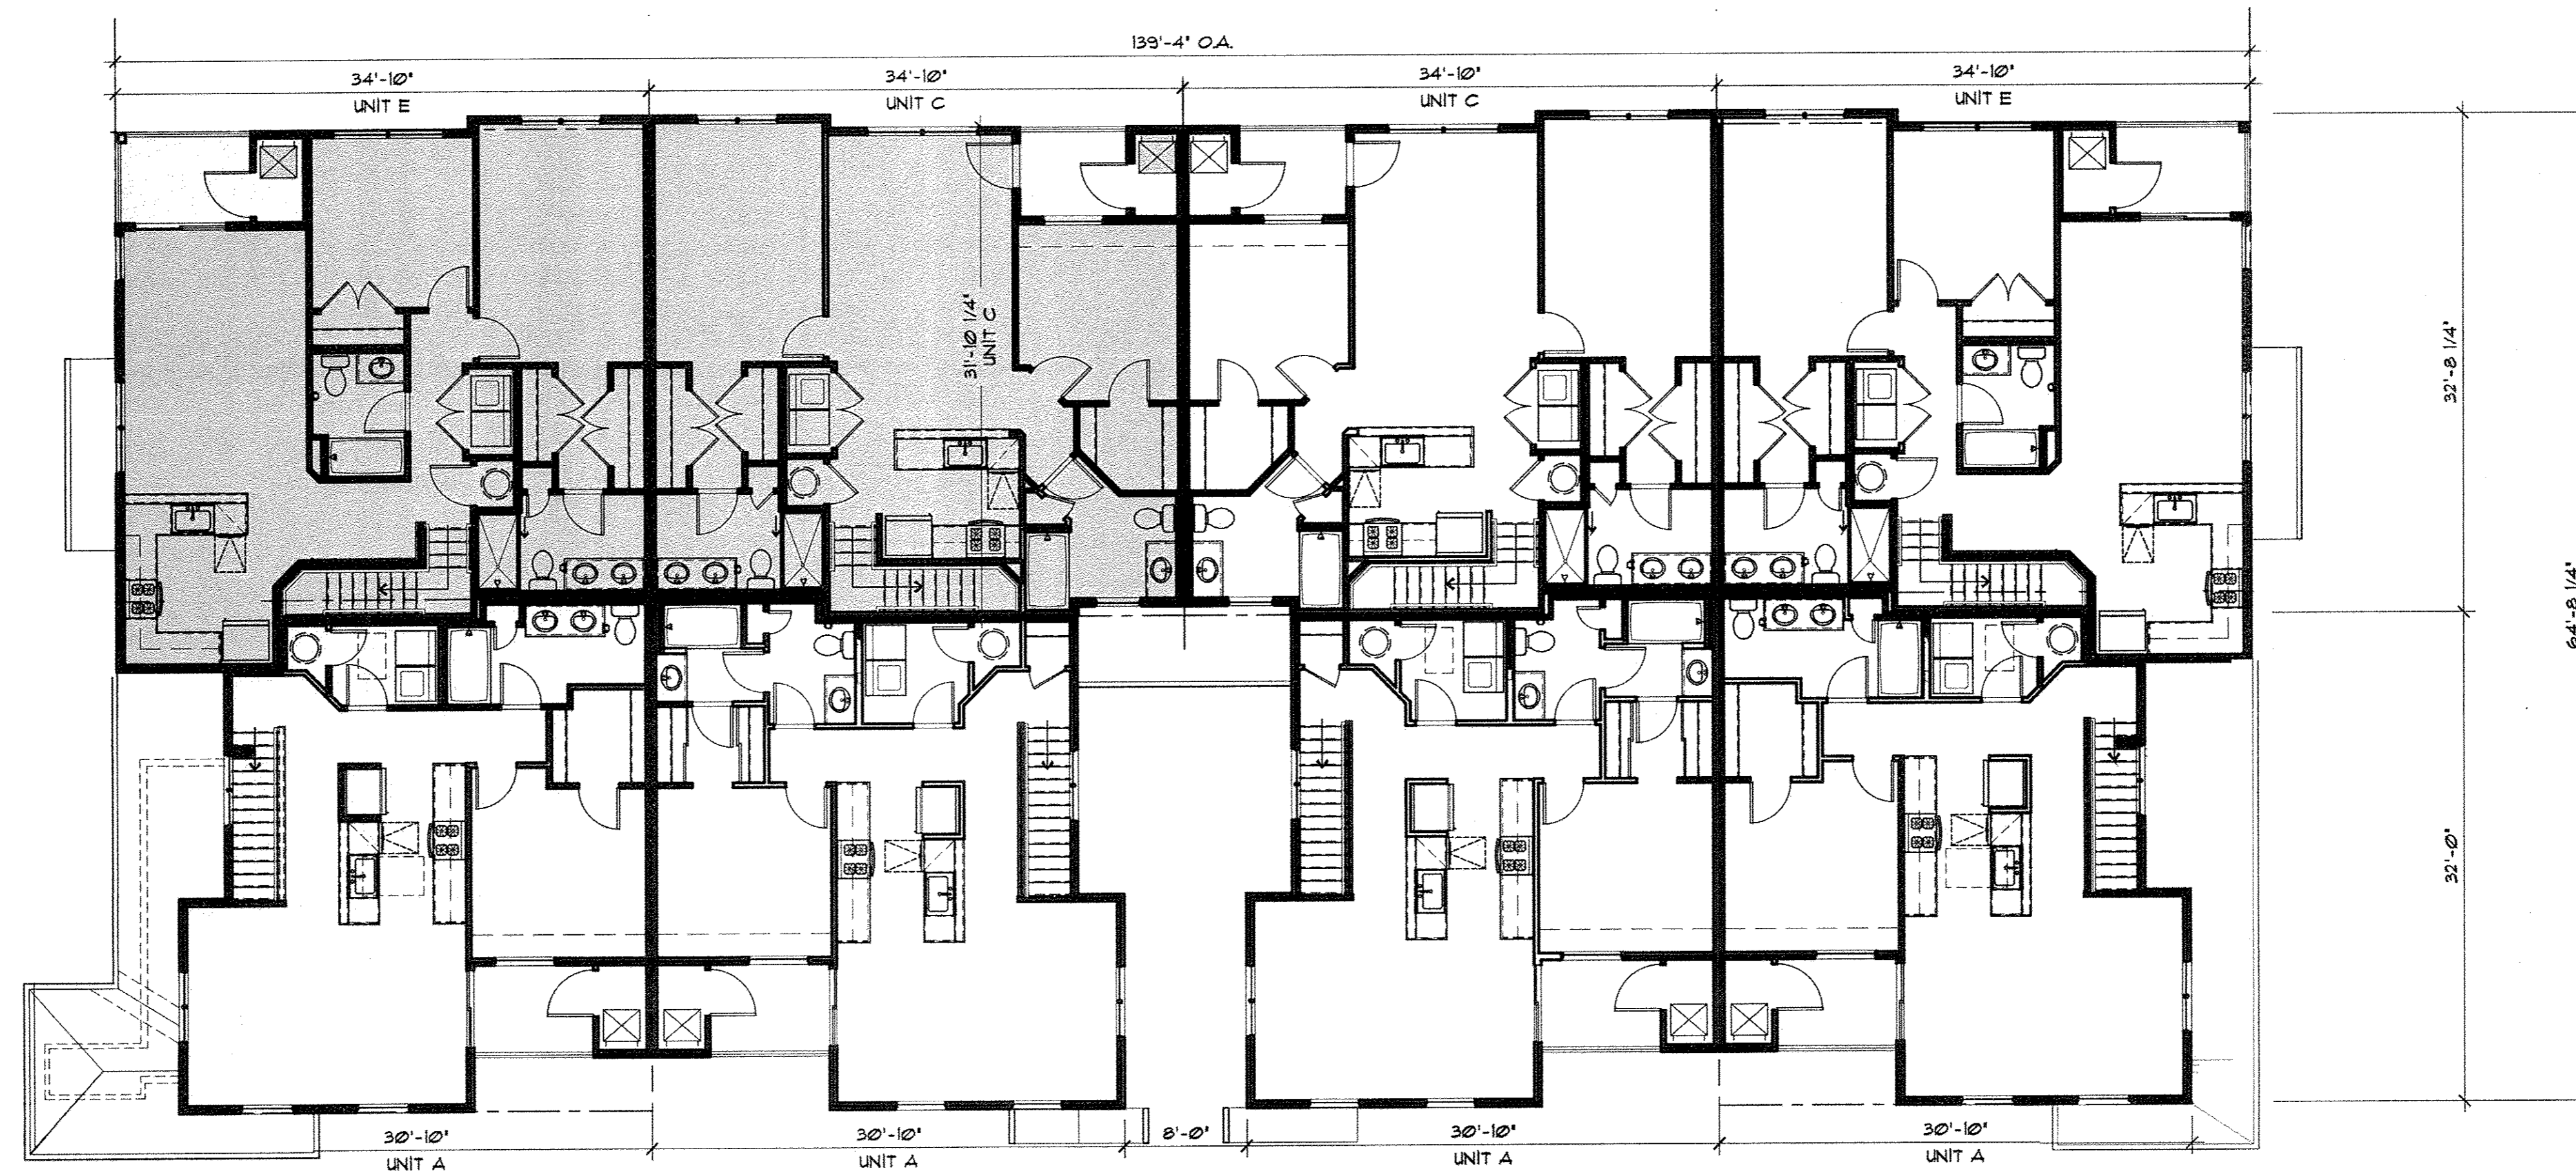 139'-4" O.A.
34'-10"
34'-10"
34'-10"
34'-10"
UNIT E
UNIT C
UNIT C
UNIT E
31'-10 1/4"
UNIT C
32'-8 1/4"
64'-8 1/4"
32'-0"
30'-10"
30'-10"
8'-0"
30'-10"
30'-10"
UNIT A
UNIT A
UNIT A
UNIT A